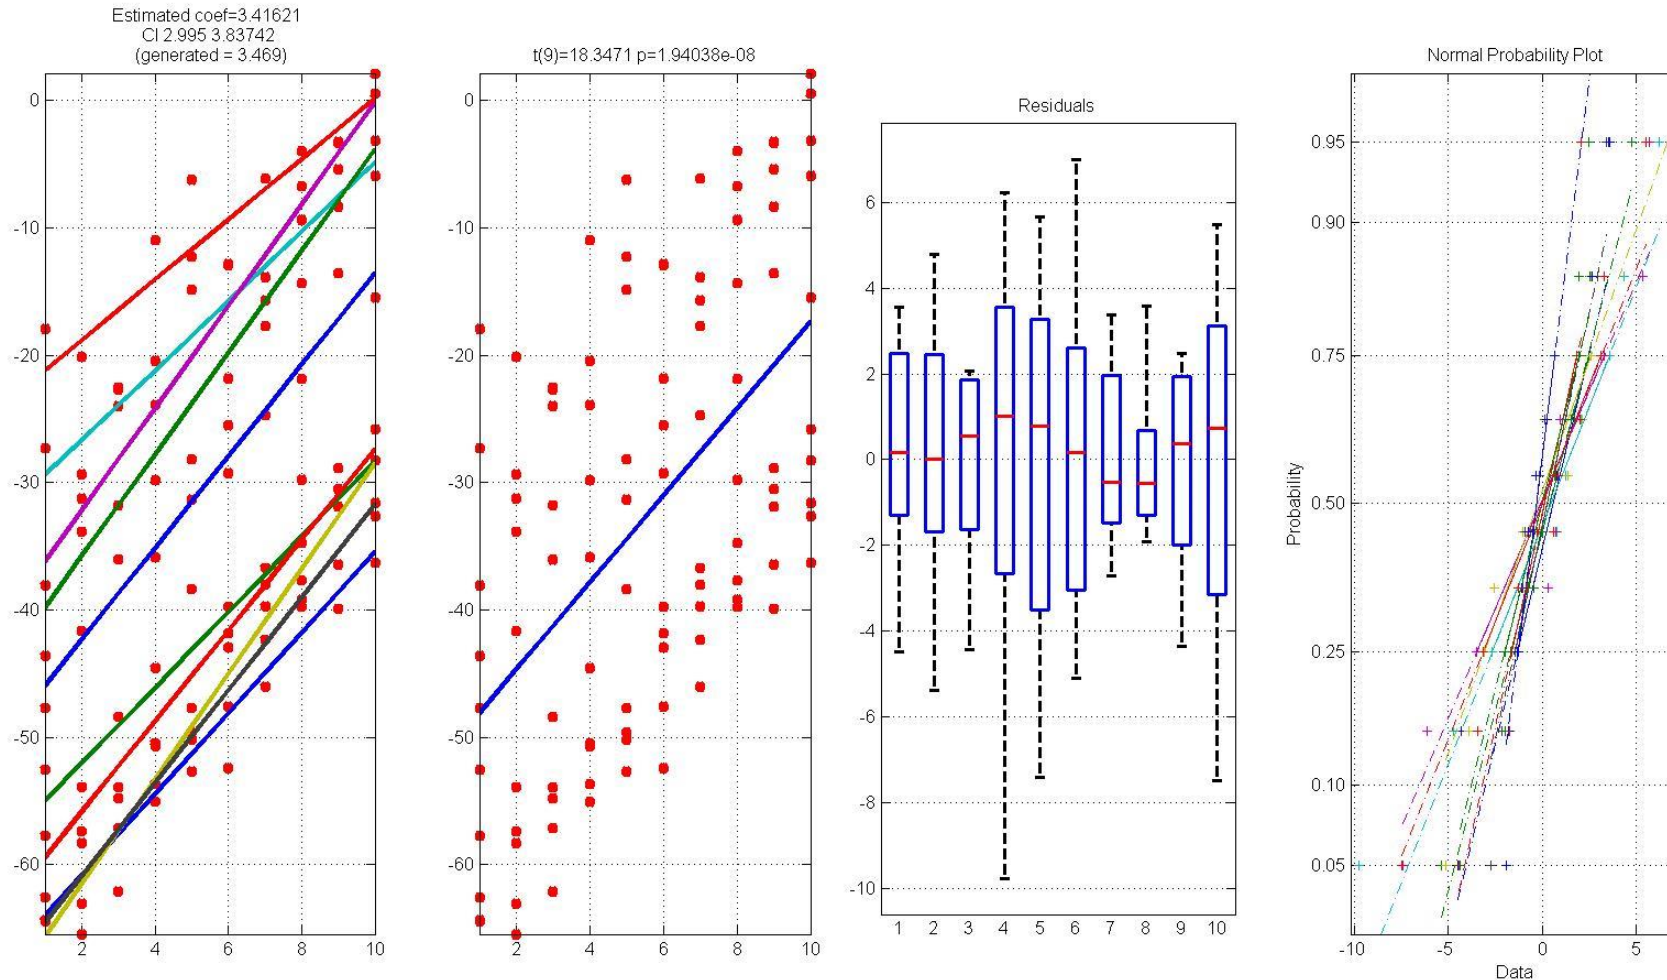 Estimated coef=3.41621
CI 2.995 3.83742
(generated = 3.469)
0
-10
-20
-30
-40
-50
-60
2 4 6 8 10
t(9)=18.3471 p=1.94038e-08
0
-10
-20
-30
-40
-50
-60
2 4 6 8 10
Residuals
6
4
2
0
-2
-4
-6
-8
-10
1 2 3 4 5 6 7 8 9 10
Normal Probability Plot
Probability
0.95
0.90
0.75
0.50
0.25
0.10
0.05
-10 -5 0 5
Data